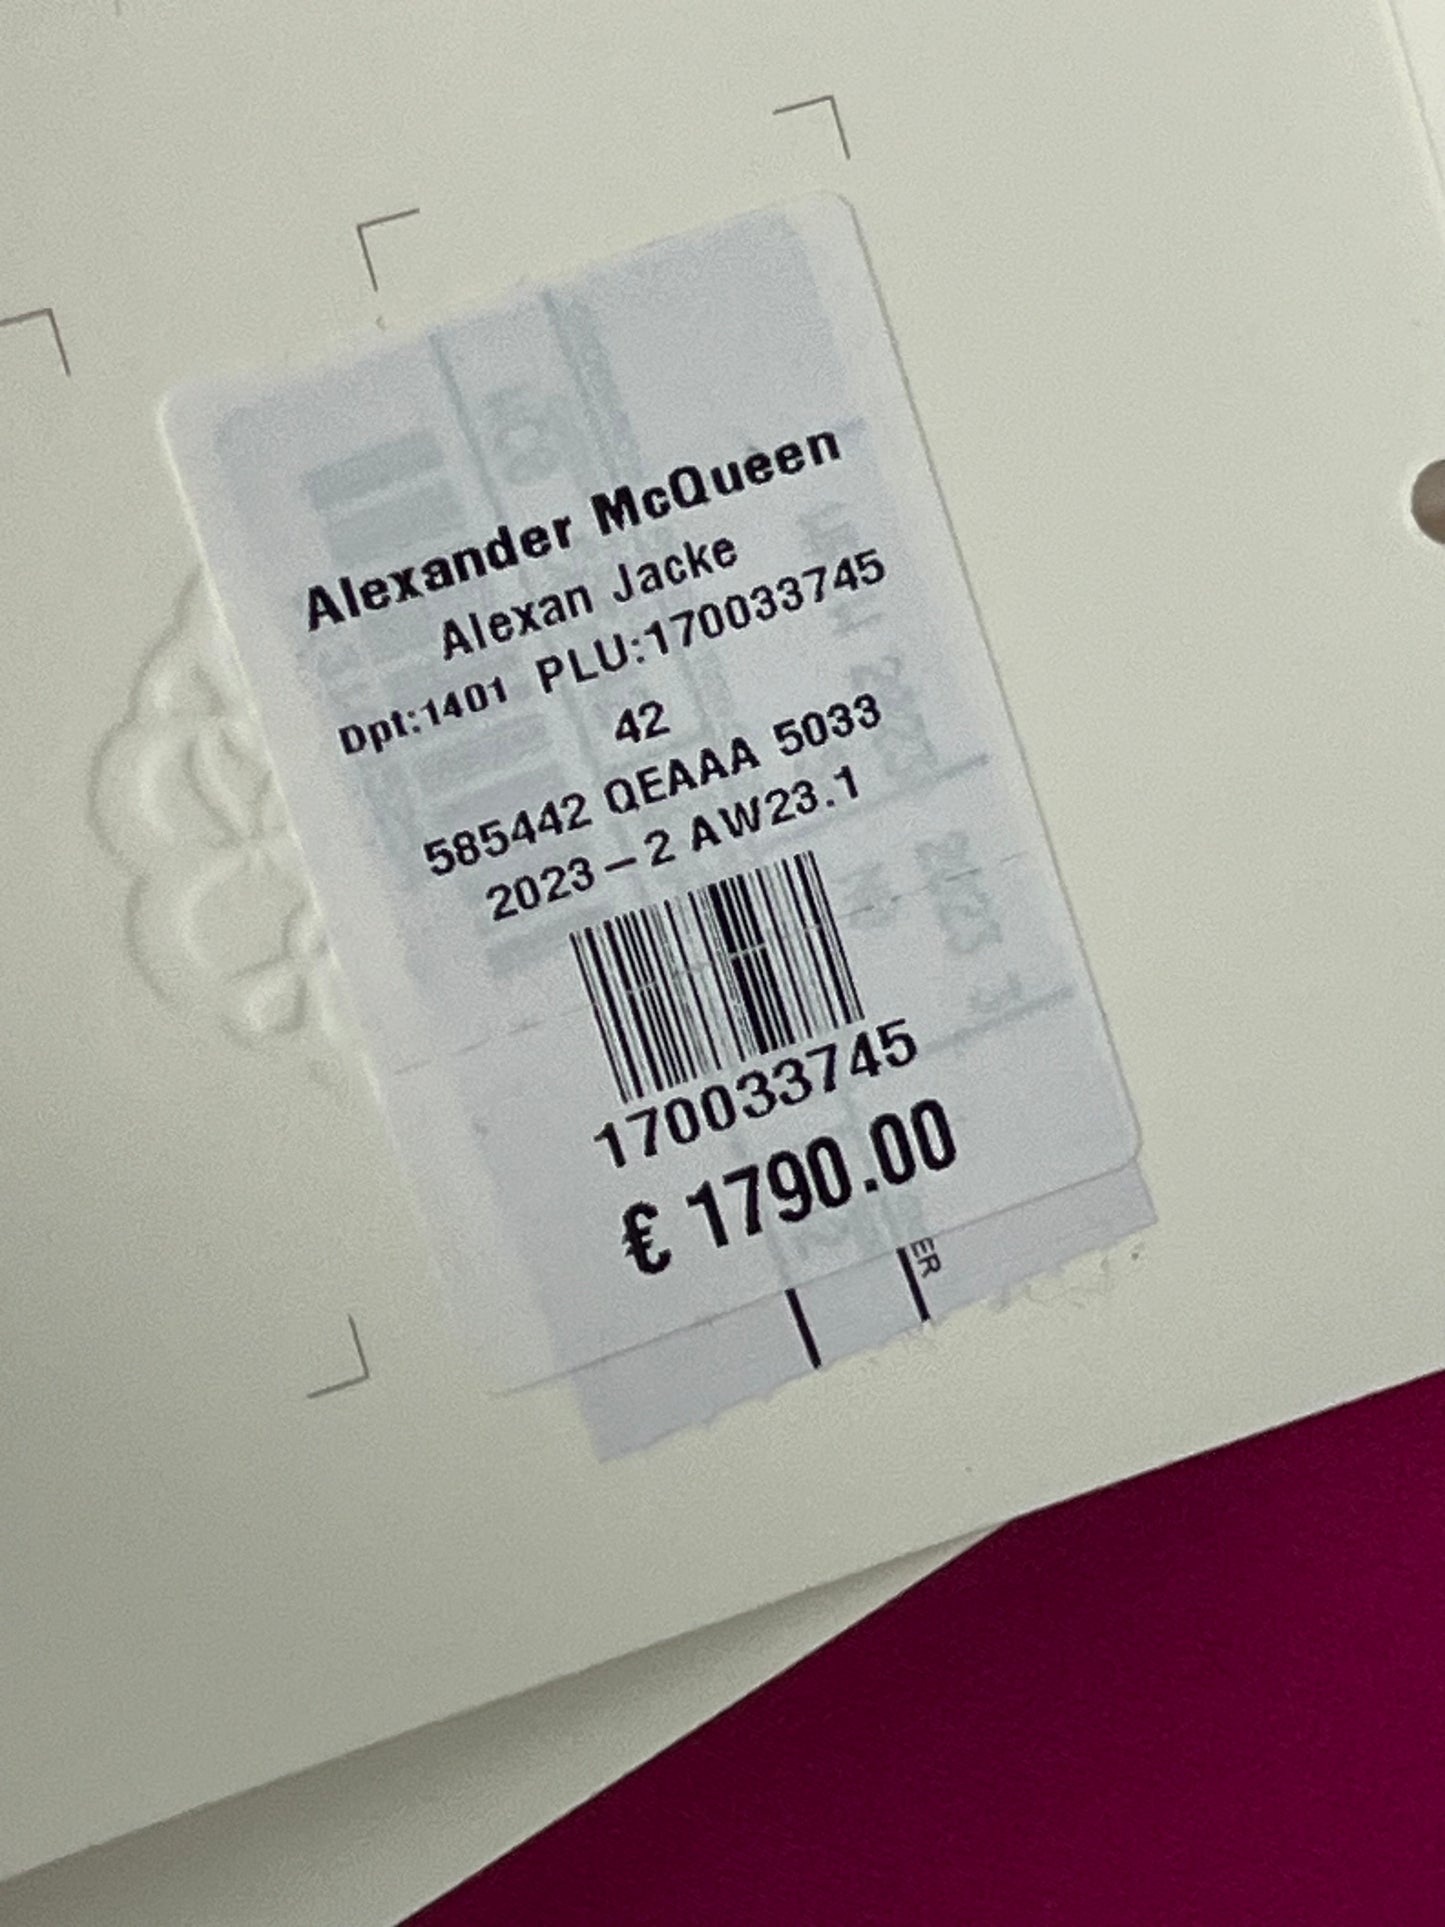 Alexander McQueen
Alexan Jacke
Dpt:1401 PLU:170033745
42
585442 QEAAA 5033
2023-2 AW23.1
170033745
€ 1790.00
ER